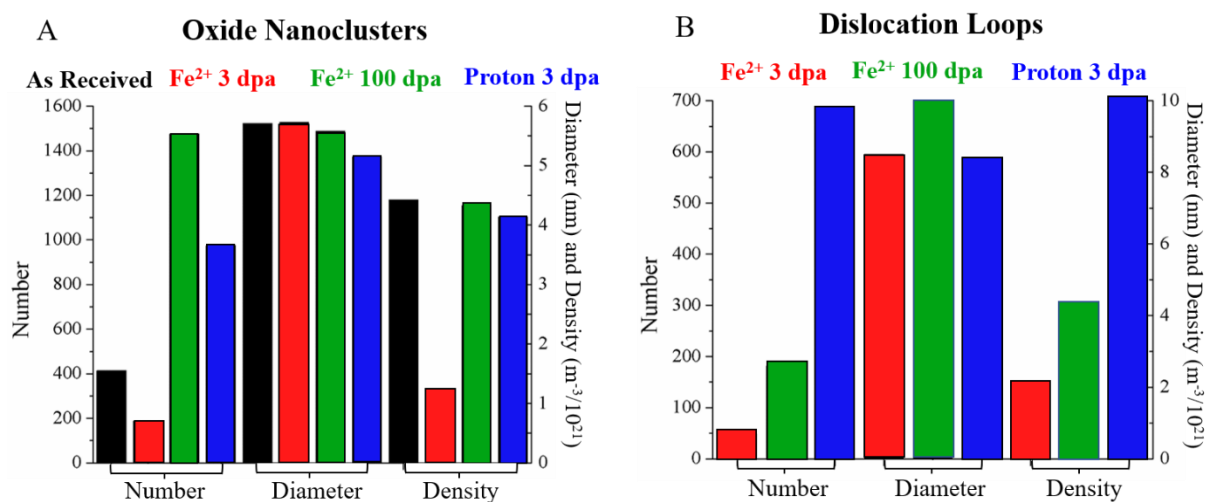 A
Oxide Nanoclusters
As Received Fe²⁺ 3 dpa Fe²⁺ 100 dpa Proton 3 dpa
1600
1400
1200
1000
800
600
400
200
0
Number
6
5
4
3
2
1
0
Diameter (nm) and Density (m⁻³/10²¹)
Number Diameter Density
B
Dislocation Loops
Fe²⁺ 3 dpa Fe²⁺ 100 dpa Proton 3 dpa
700
600
500
400
300
200
100
50
0
Number
10
8
6
4
2
0
Diameter (nm) and Density (m⁻³/10²¹)
Number Diameter Density